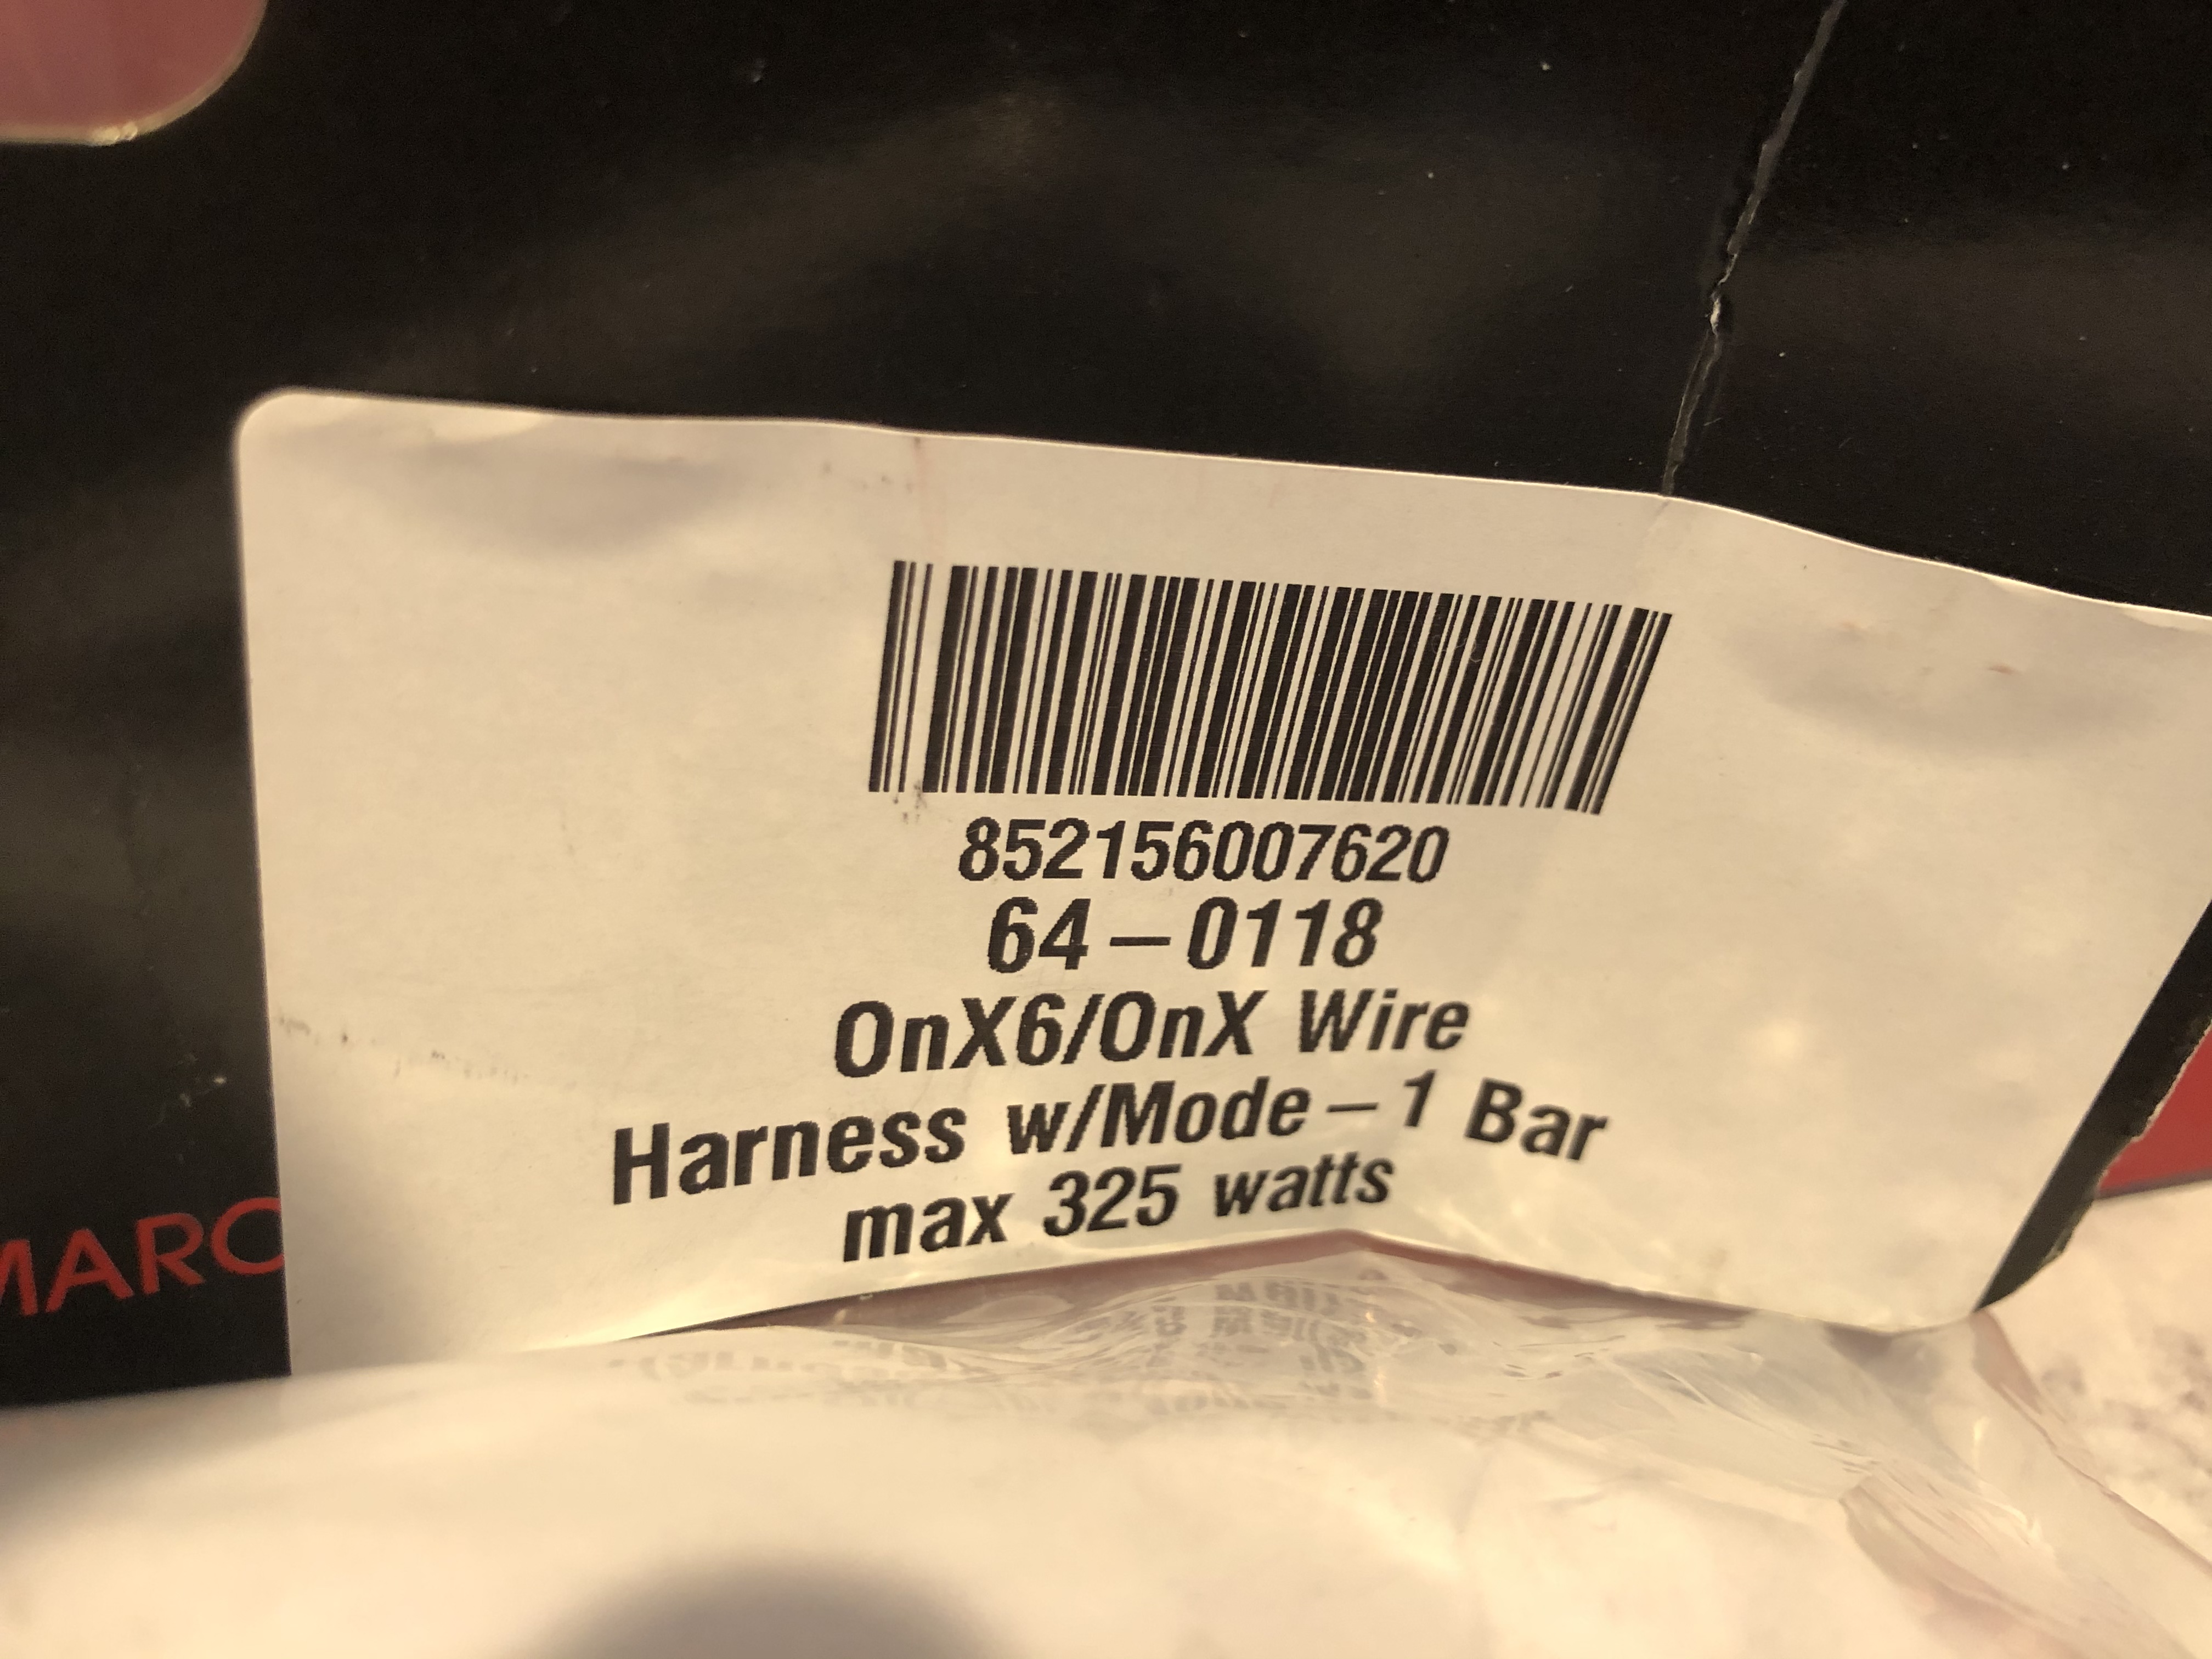 852156007620
64-0118
OnX6/OnX Wire
Harness w/Mode-1 Bar
max 325 watts
MARC